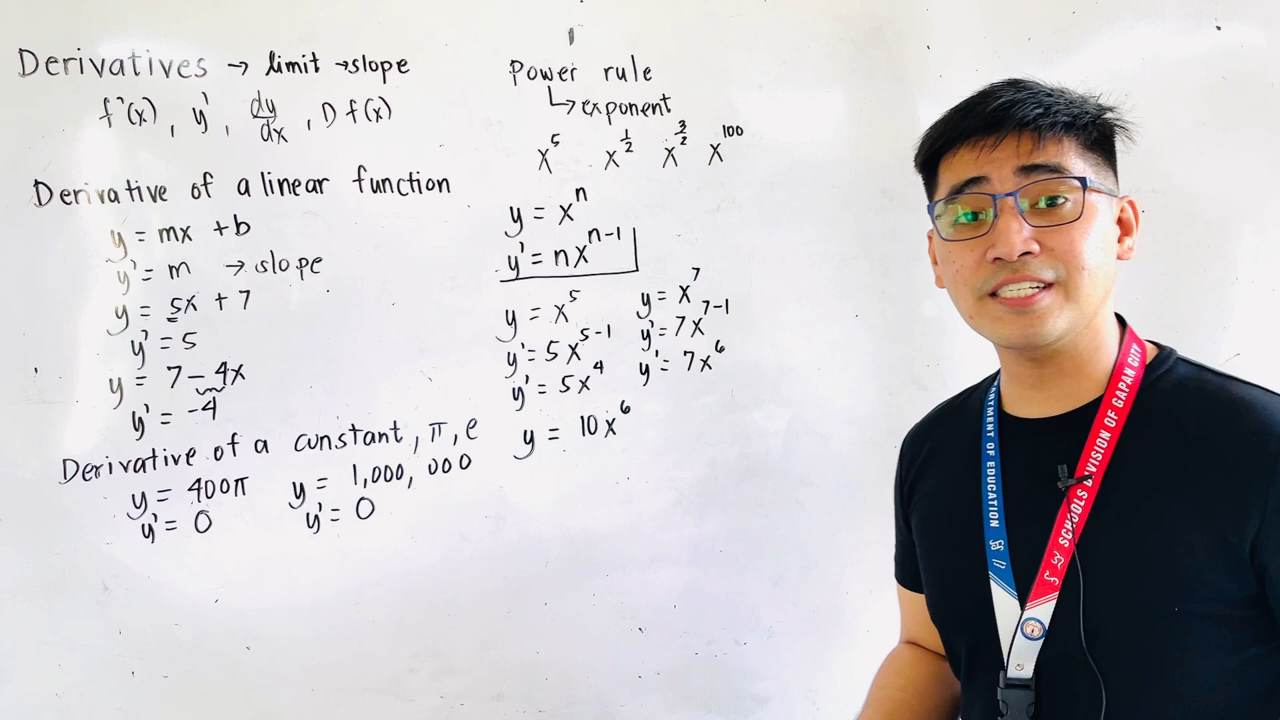 Derivatives → limit → slope
f'(x), y', dy/dx, D f(x)
Derivative of a linear function
y = mx + b
y' = m → slope
y = 5x + 7
y' = 5
y = 7 - 4x
y' = -4
Derivative of a constant, π, e
y = 400π
y' = 0
y = 1,000,000
y' = 0
Power rule
↳ exponent
x^5 x^(1/2) x^(3/2) x^100
y = x^n
y' = nx^(n-1)
y = x^5
y' = 5x^(5-1)
y' = 5x^4
y = x^7
y' = 7x^(7-1)
y' = 7x^6
y = 10x^6
ARTMENT OF EDUCATION
SCHOOLS DIVISION OF GAPAN CITY